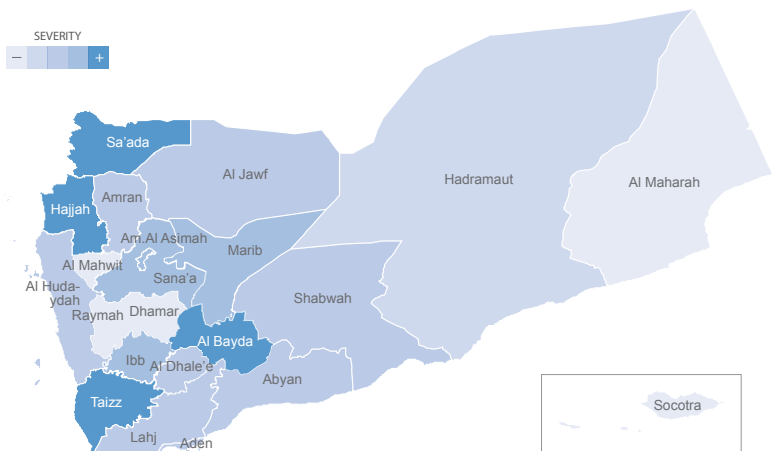 SEVERITY
− +
Sa'ada
Al Jawf
Hadramaut
Al Maharah
Amran
Hajjah
Am.Al Asimah
Marib
Al Mahwit
Sana'a
Al Huda-
ydah
Shabwah
Raymah
Dhamar
Al Bayda
Ibb
Al Dhale'e
Abyan
Taizz
Socotra
Lahj
Aden